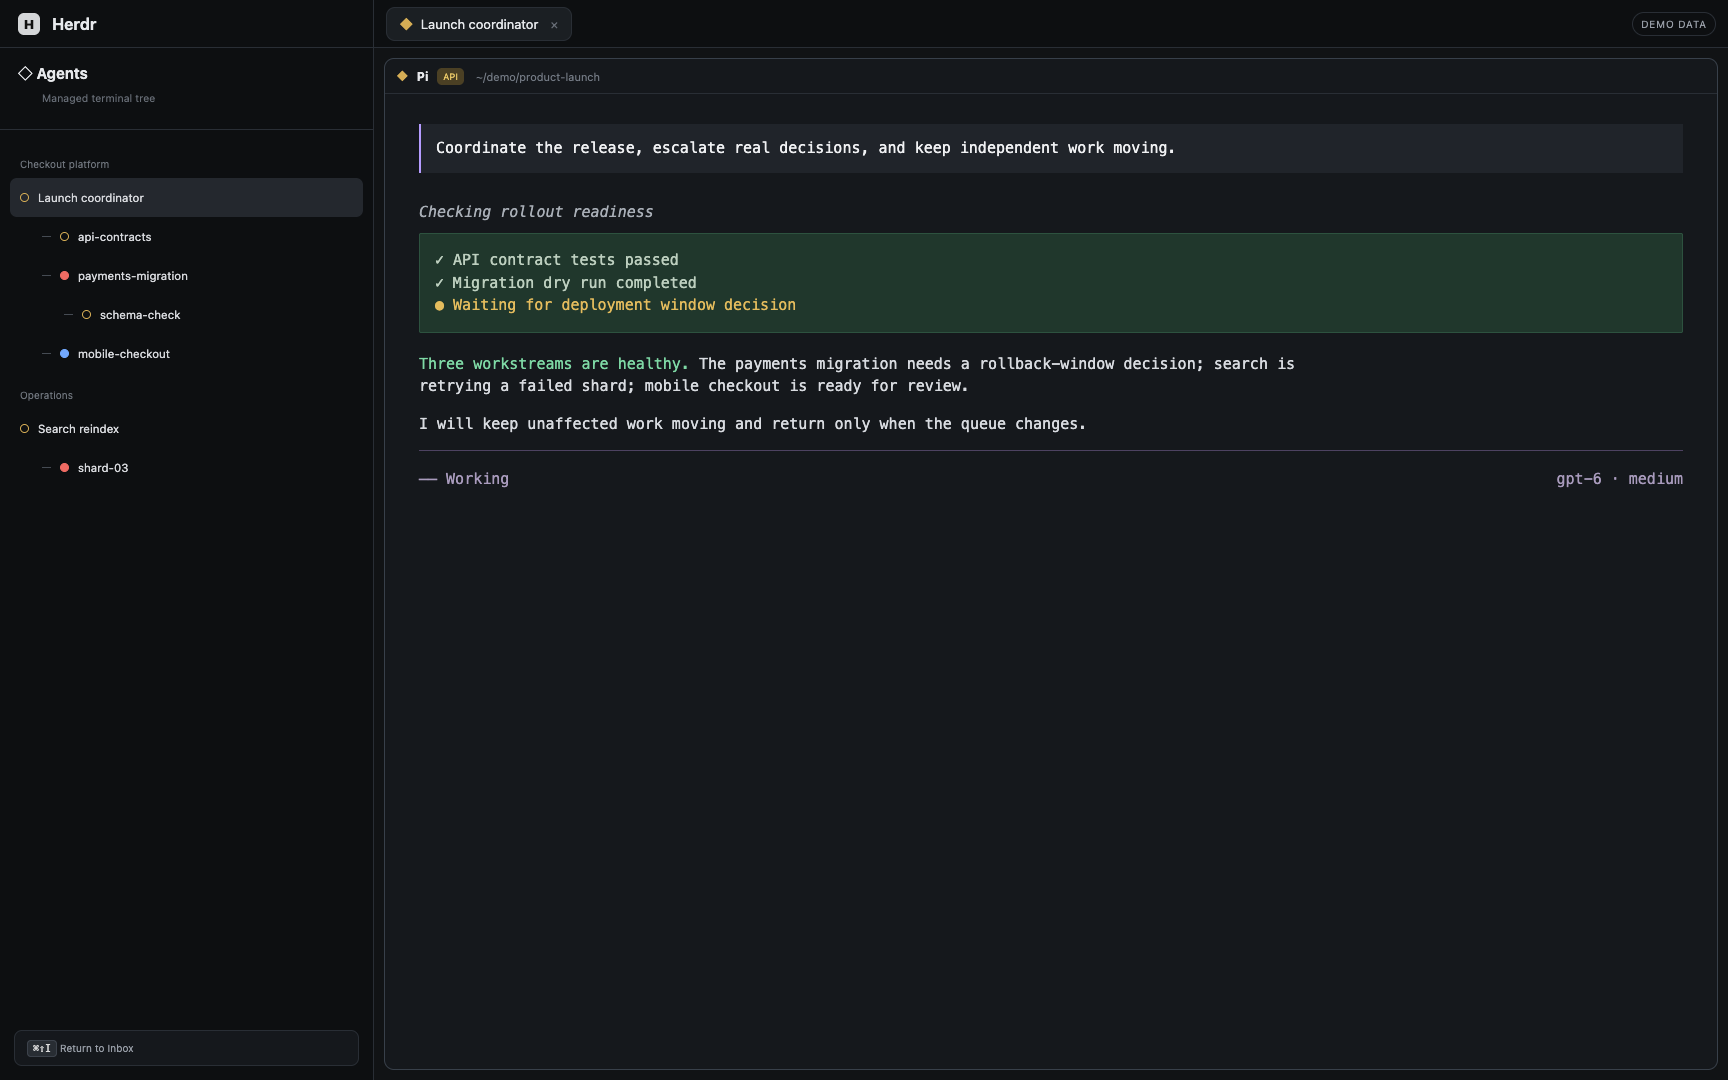 H Herdr
Launch coordinator ×
DEMO DATA
Agents
Managed terminal tree
Checkout platform
Launch coordinator
api-contracts
payments-migration
schema-check
mobile-checkout
Operations
Search reindex
shard-03
⌘⇧I Return to Inbox
Pi API ~/demo/product-launch
Coordinate the release, escalate real decisions, and keep independent work moving.
Checking rollout readiness
✓ API contract tests passed
✓ Migration dry run completed
● Waiting for deployment window decision
Three workstreams are healthy. The payments migration needs a rollback-window decision; search is
retrying a failed shard; mobile checkout is ready for review.
I will keep unaffected work moving and return only when the queue changes.
── Working
gpt-6 · medium